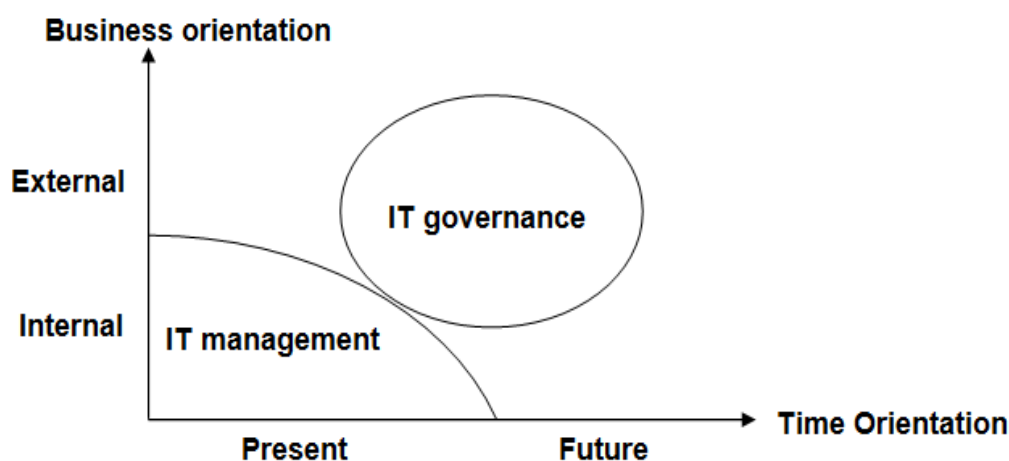 Business orientation
External
IT governance
Internal
IT management
Time Orientation
Present
Future